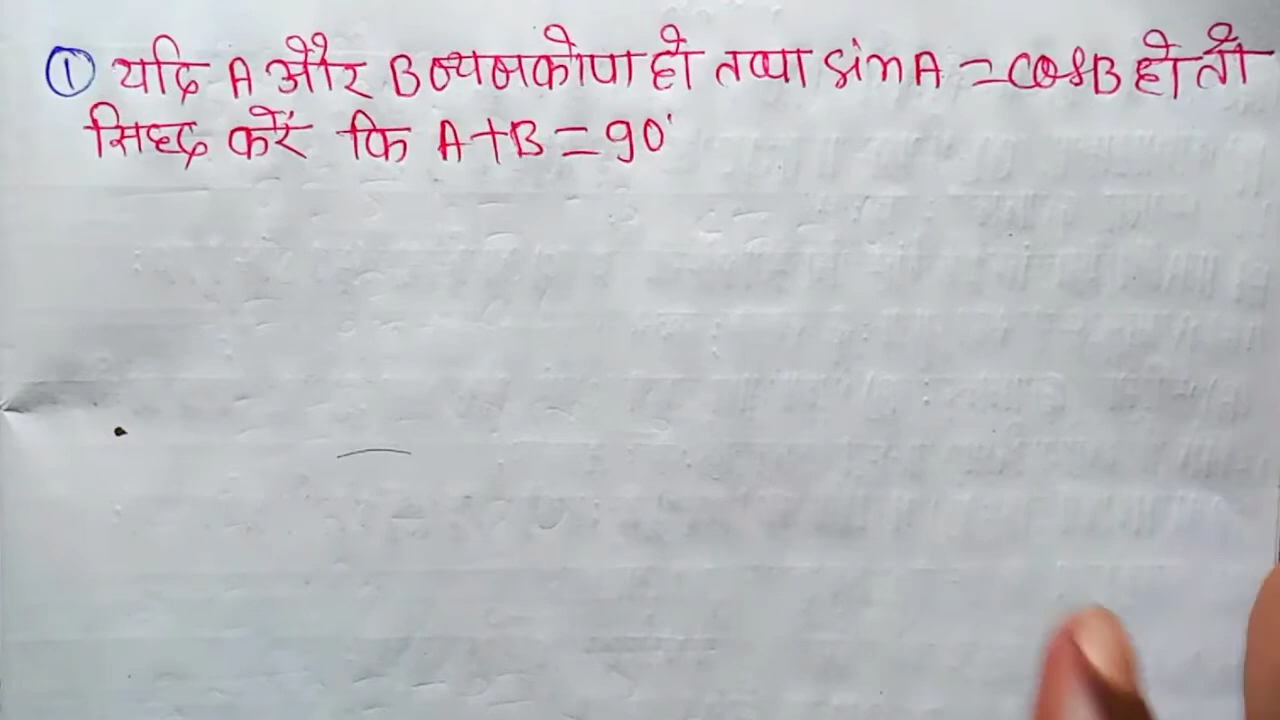 ① यदि A और B न्यूनकोण हो तथा sin A = cos B हो तो
सिद्ध करें कि A + B = 90°